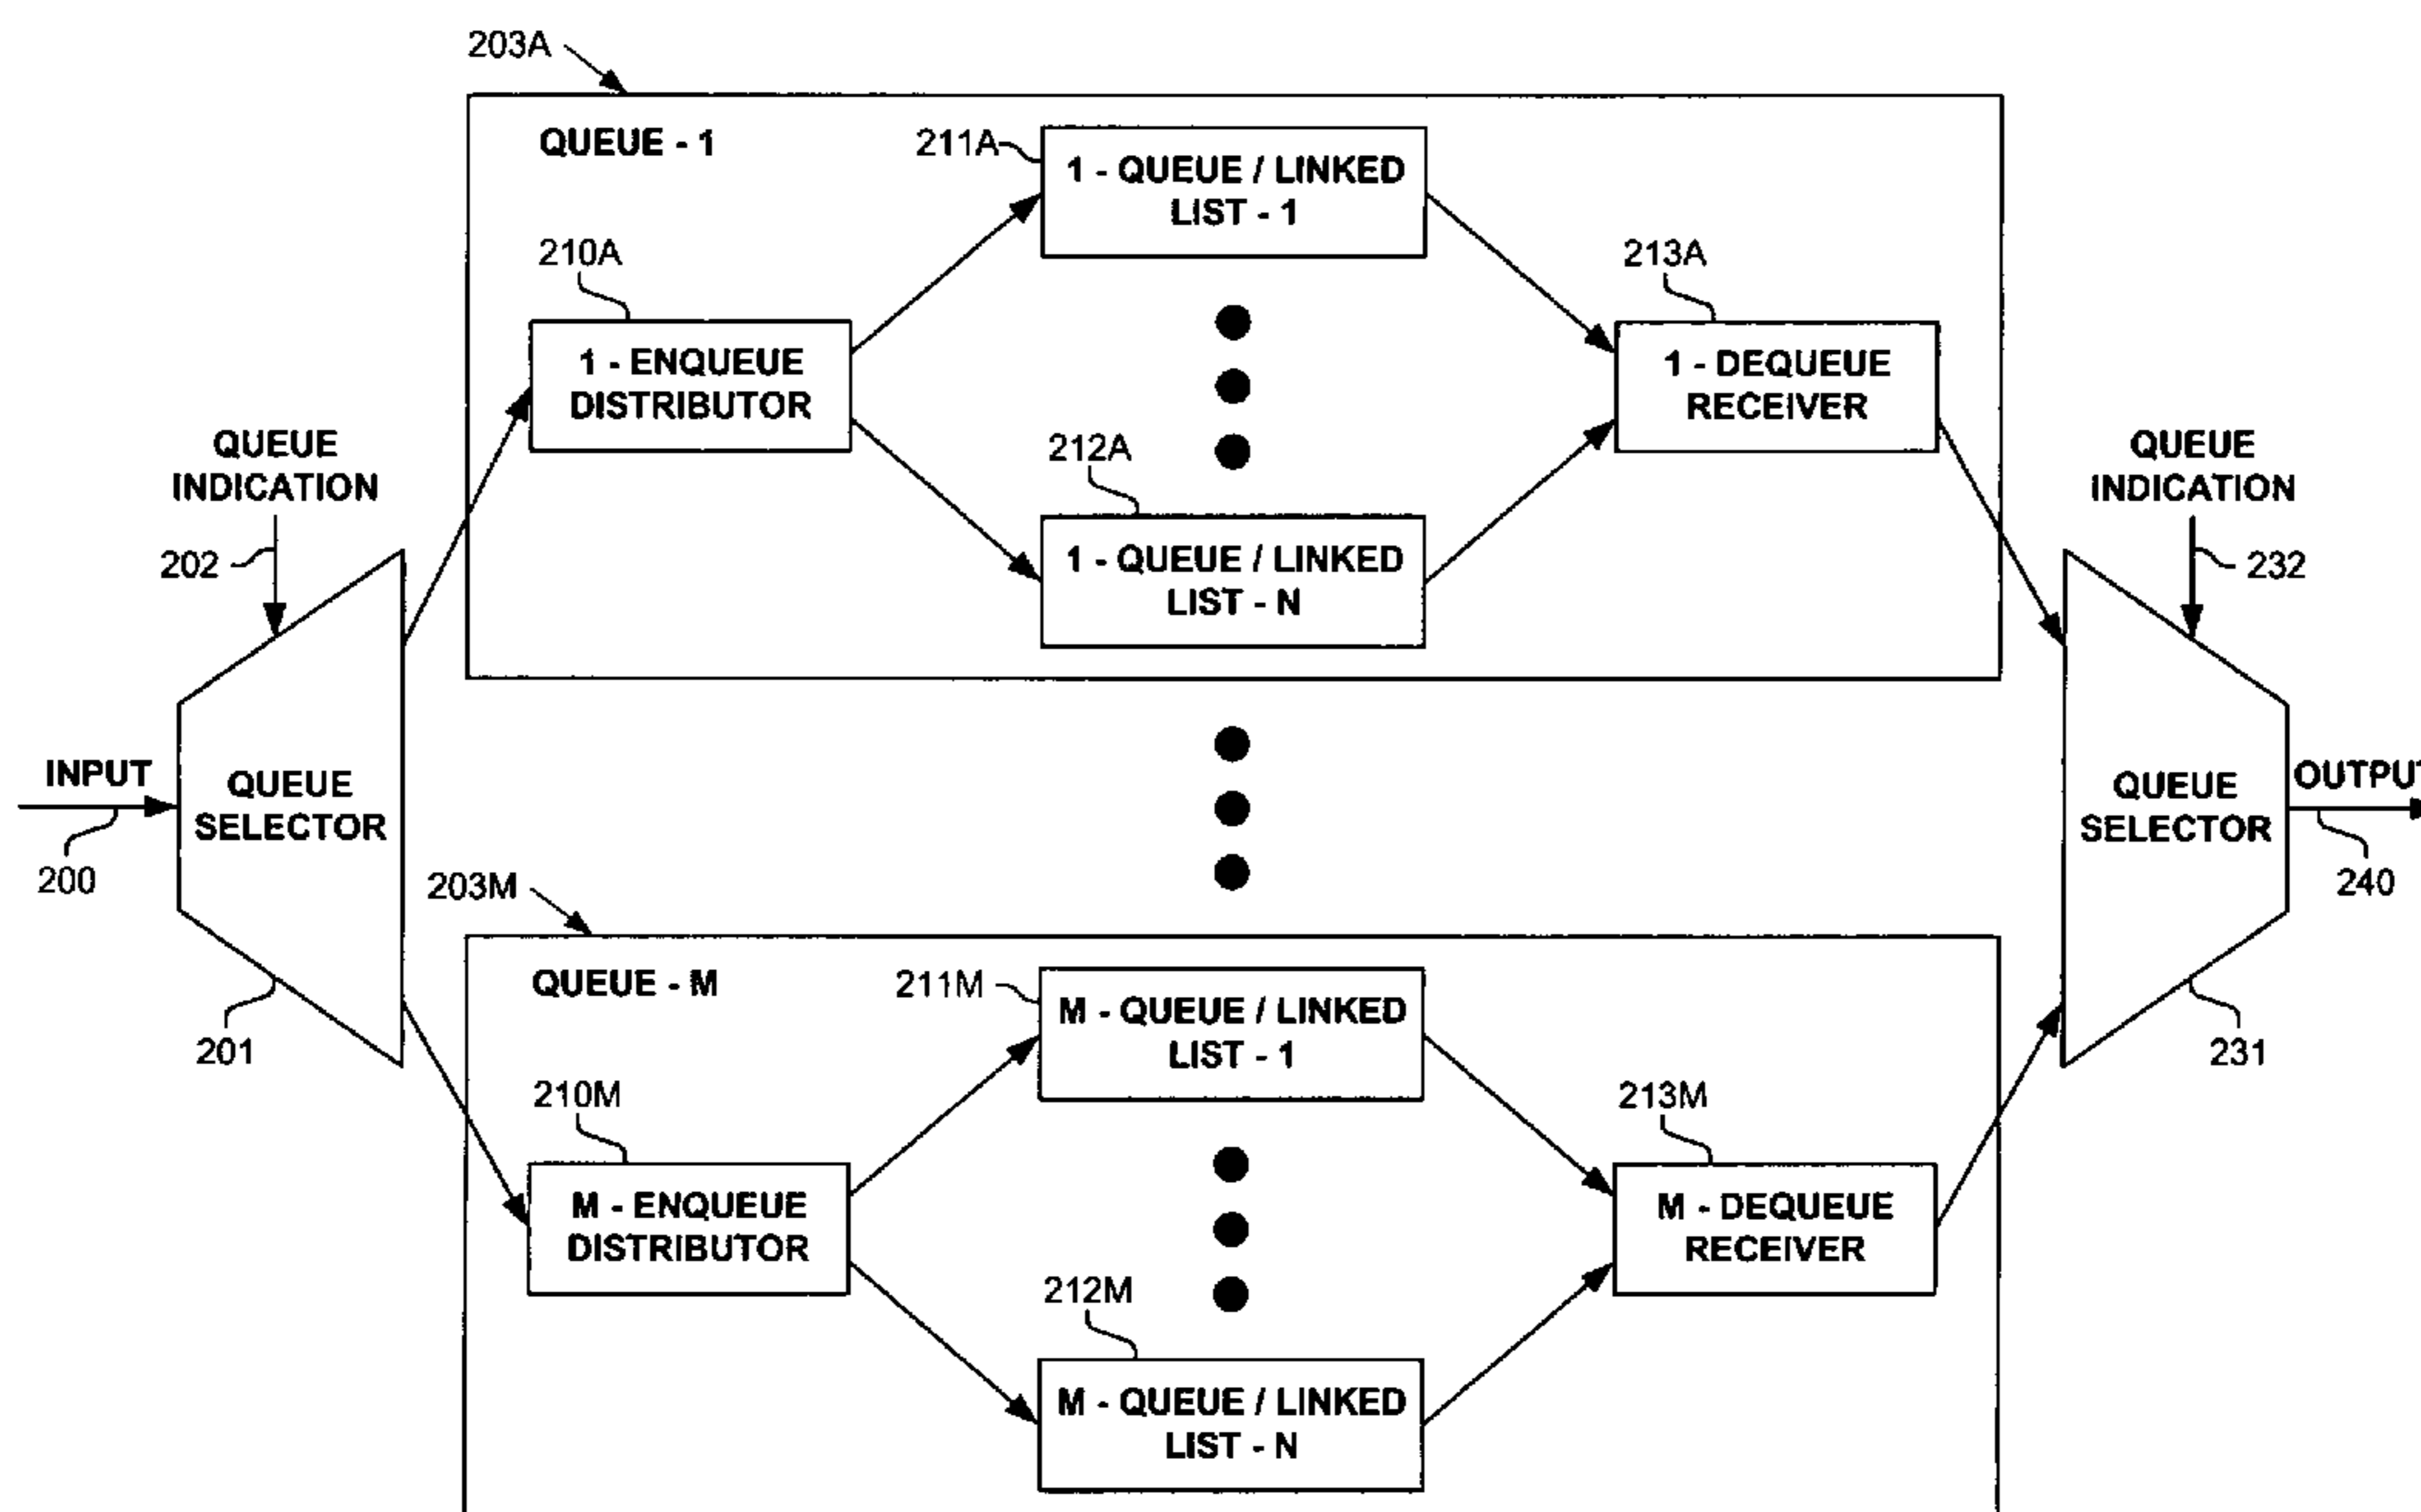 203A
QUEUE - 1
211A
1 - QUEUE / LINKED
LIST - 1
210A
213A
1 - ENQUEUE
DISTRIBUTOR
1 - DEQUEUE
RECEIVER
QUEUE
INDICATION
202
212A
1 - QUEUE / LINKED
LIST - N
QUEUE
INDICATION
232
INPUT
200
QUEUE
SELECTOR
201
QUEUE
SELECTOR
231
OUTPUT
240
203M
QUEUE - M
211M
M - QUEUE / LINKED
LIST - 1
210M
213M
M - ENQUEUE
DISTRIBUTOR
M - DEQUEUE
RECEIVER
212M
M - QUEUE / LINKED
LIST - N